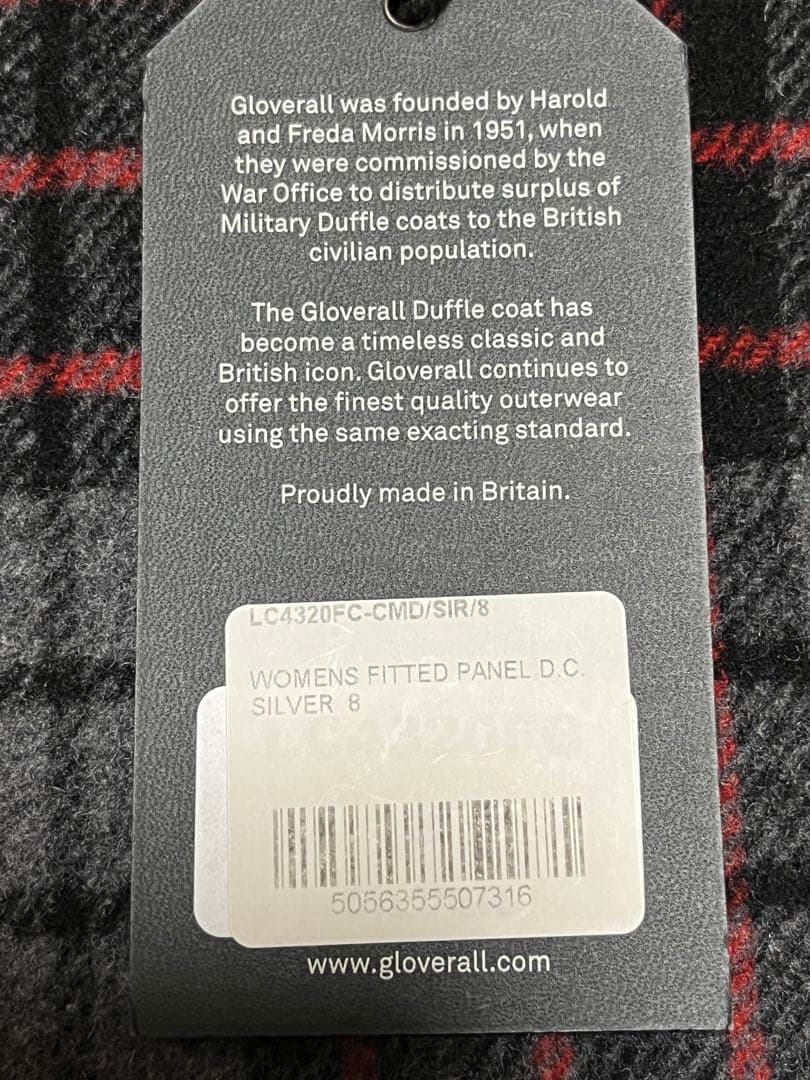 Gloverall was founded by Harold
and Freda Morris in 1951, when
they were commissioned by the
War Office to distribute surplus of
Military Duffle coats to the British
civilian population.
The Gloverall Duffle coat has
become a timeless classic and
British icon. Gloverall continues to
offer the finest quality outerwear
using the same exacting standard.
Proudly made in Britain.
LC4320FC-CMD/SIR/8
WOMENS FITTED PANEL D.C.
SILVER 8
5056355507316
www.gloverall.com